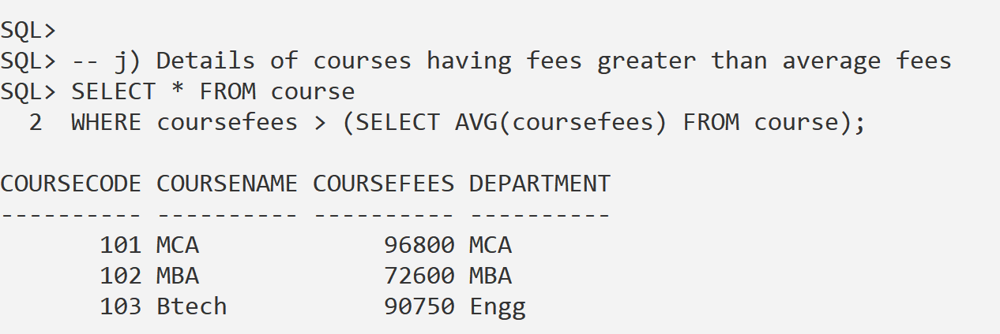 SQL>
SQL> -- j) Details of courses having fees greater than average fees
SQL> SELECT * FROM course
  2  WHERE coursefees > (SELECT AVG(coursefees) FROM course);

COURSECODE COURSENAME COURSEFEES DEPARTMENT
---------- ---------- ---------- ----------
       101 MCA             96800 MCA
       102 MBA             72600 MBA
       103 Btech           90750 Engg